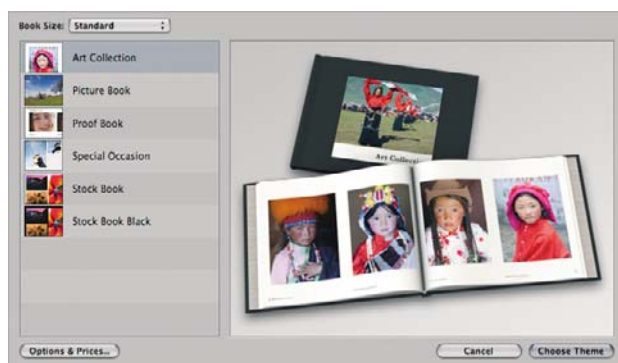 Book Size: Standard
Art Collection
Picture Book
Proof Book
Special Occasion
Stock Book
Stock Book Black
Art Collection
Options & Prices...
Cancel
Choose Theme